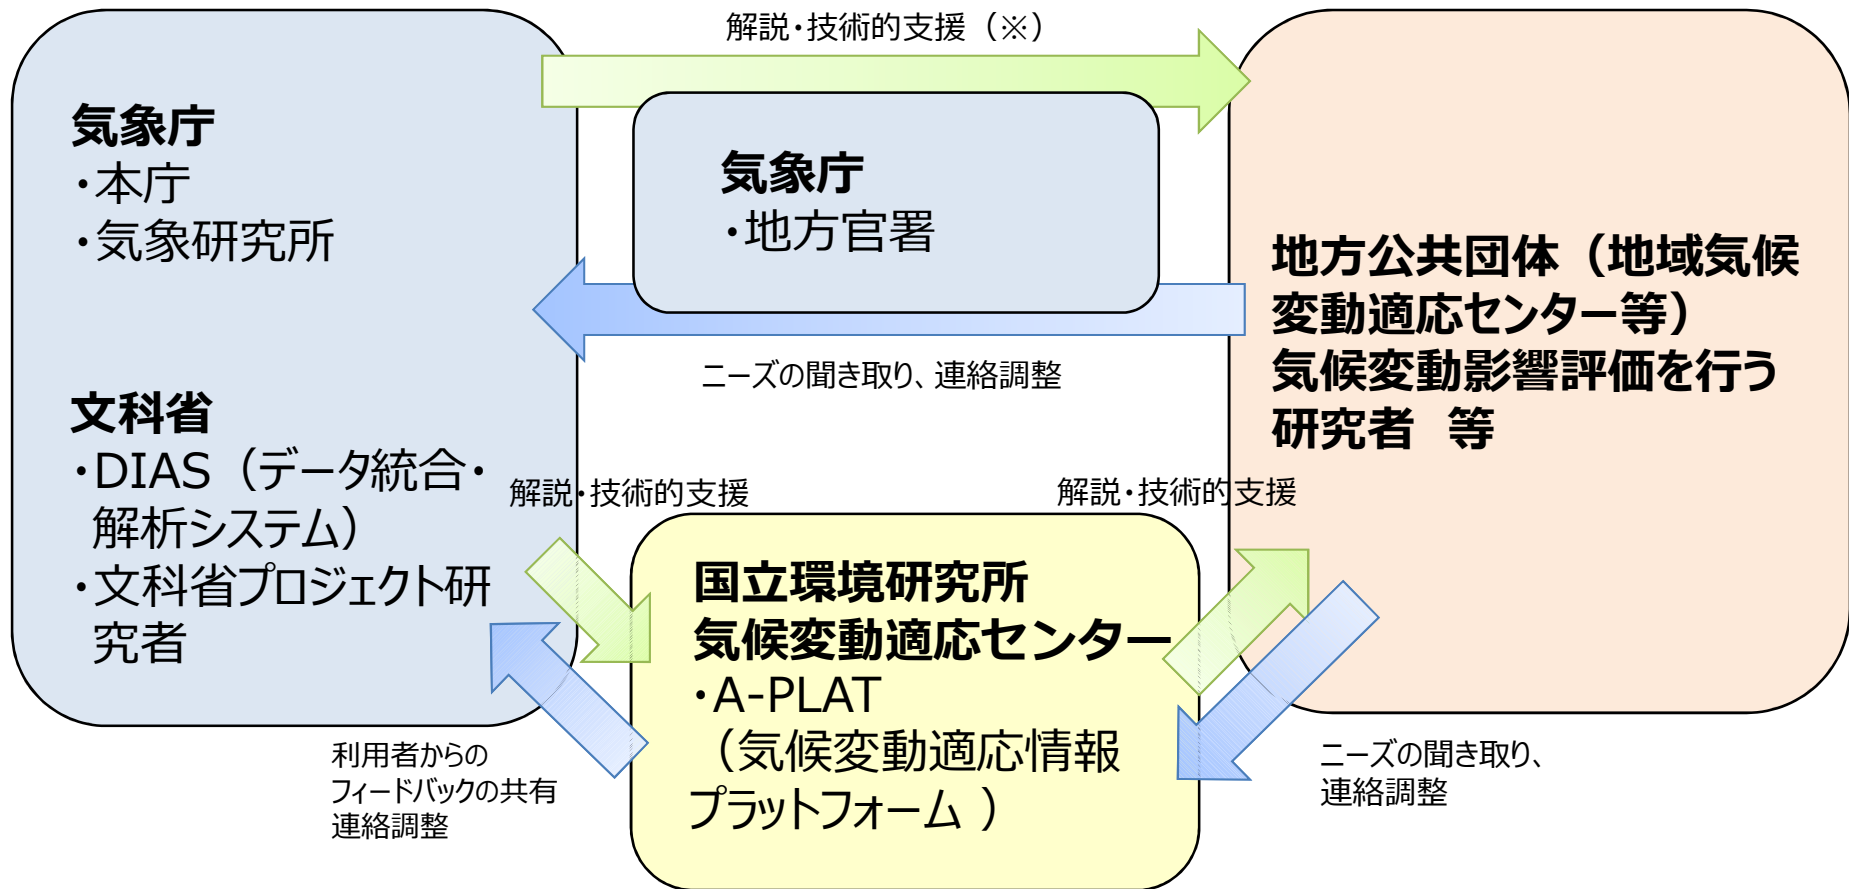 解説・技術的支援（※）
気象庁
・本庁
・気象研究所
気象庁
・地方官署
地方公共団体（地域気候
変動適応センター等）
気候変動影響評価を行う
研究者　等
ニーズの聞き取り、連絡調整
文科省
・DIAS（データ統合・
解析システム）
・文科省プロジェクト研
究者
解説・技術的支援
解説・技術的支援
国立環境研究所
気候変動適応センター
・A-PLAT
（気候変動適応情報
プラットフォーム ）
利用者からの
フィードバックの共有
連絡調整
ニーズの聞き取り、
連絡調整